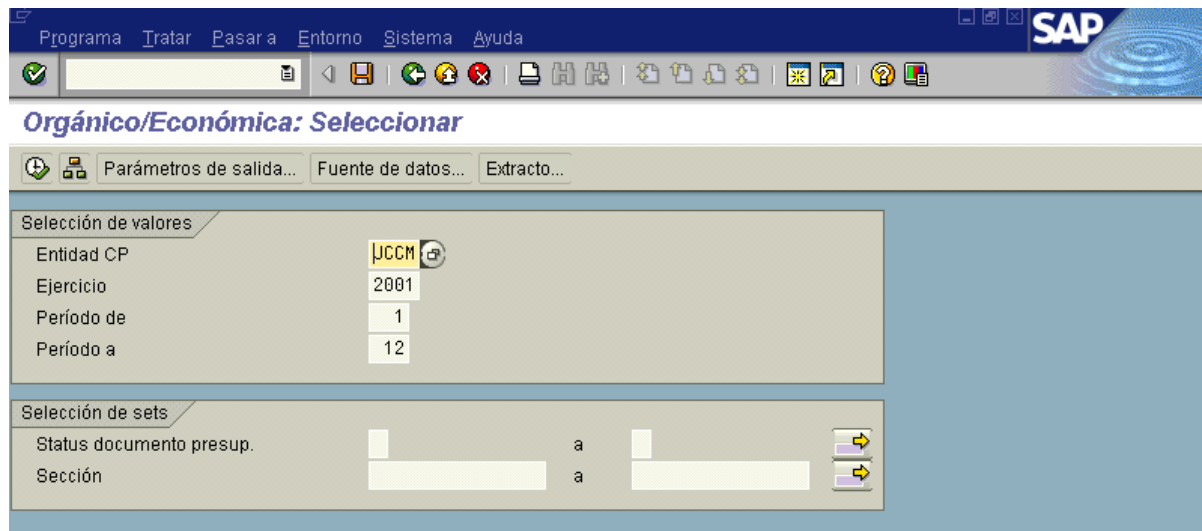 Programa Tratar Pasar a Entorno Sistema Ayuda
SAP
Orgánico/Económica: Seleccionar
Parámetros de salida... Fuente de datos... Extracto...
Selección de valores
Entidad CP UCCM
Ejercicio 2001
Período de 1
Período a 12
Selección de sets
Status documento presup. a
Sección a